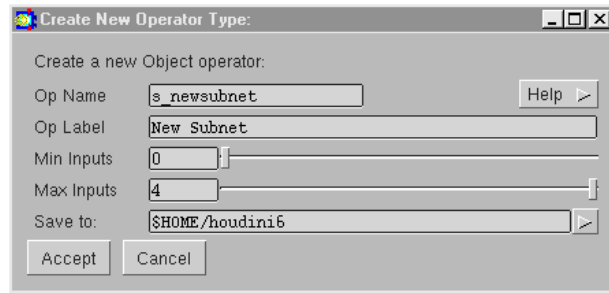 Create New Operator Type:
Create a new Object operator:
Op Name s_newsubnet Help
Op Label New Subnet
Min Inputs 0
Max Inputs 4
Save to: $HOME/houdini6
Accept Cancel